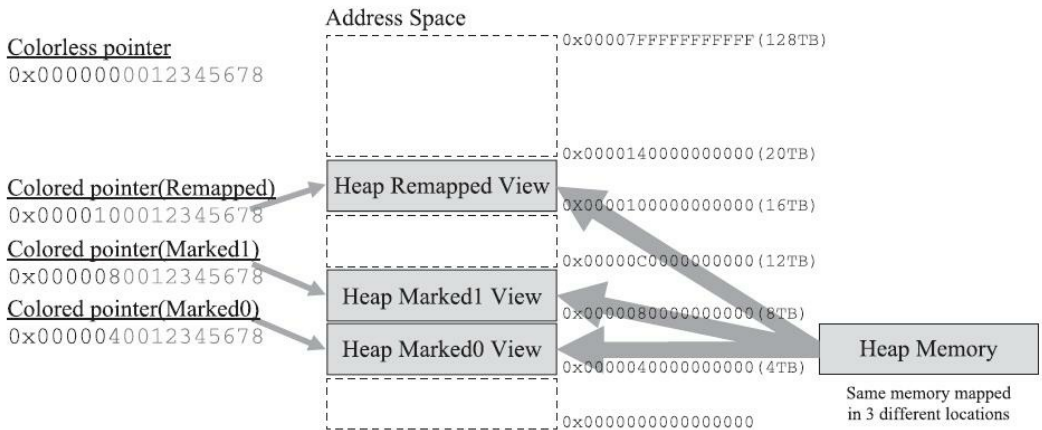 Address Space
Colorless pointer
0x0000000012345678
0x00007FFFFFFFFFFF(128TB)
0x0000140000000000(20TB)
Colored pointer(Remapped)
0x0000100012345678
Heap Remapped View
0x0000100000000000(16TB)
Colored pointer(Marked1)
0x0000080012345678
0x00000C0000000000(12TB)
Heap Marked1 View
0x0000080000000000(8TB)
Colored pointer(Marked0)
0x0000040012345678
Heap Marked0 View
0x0000040000000000(4TB)
Heap Memory
Same memory mapped
in 3 different locations
0x0000000000000000